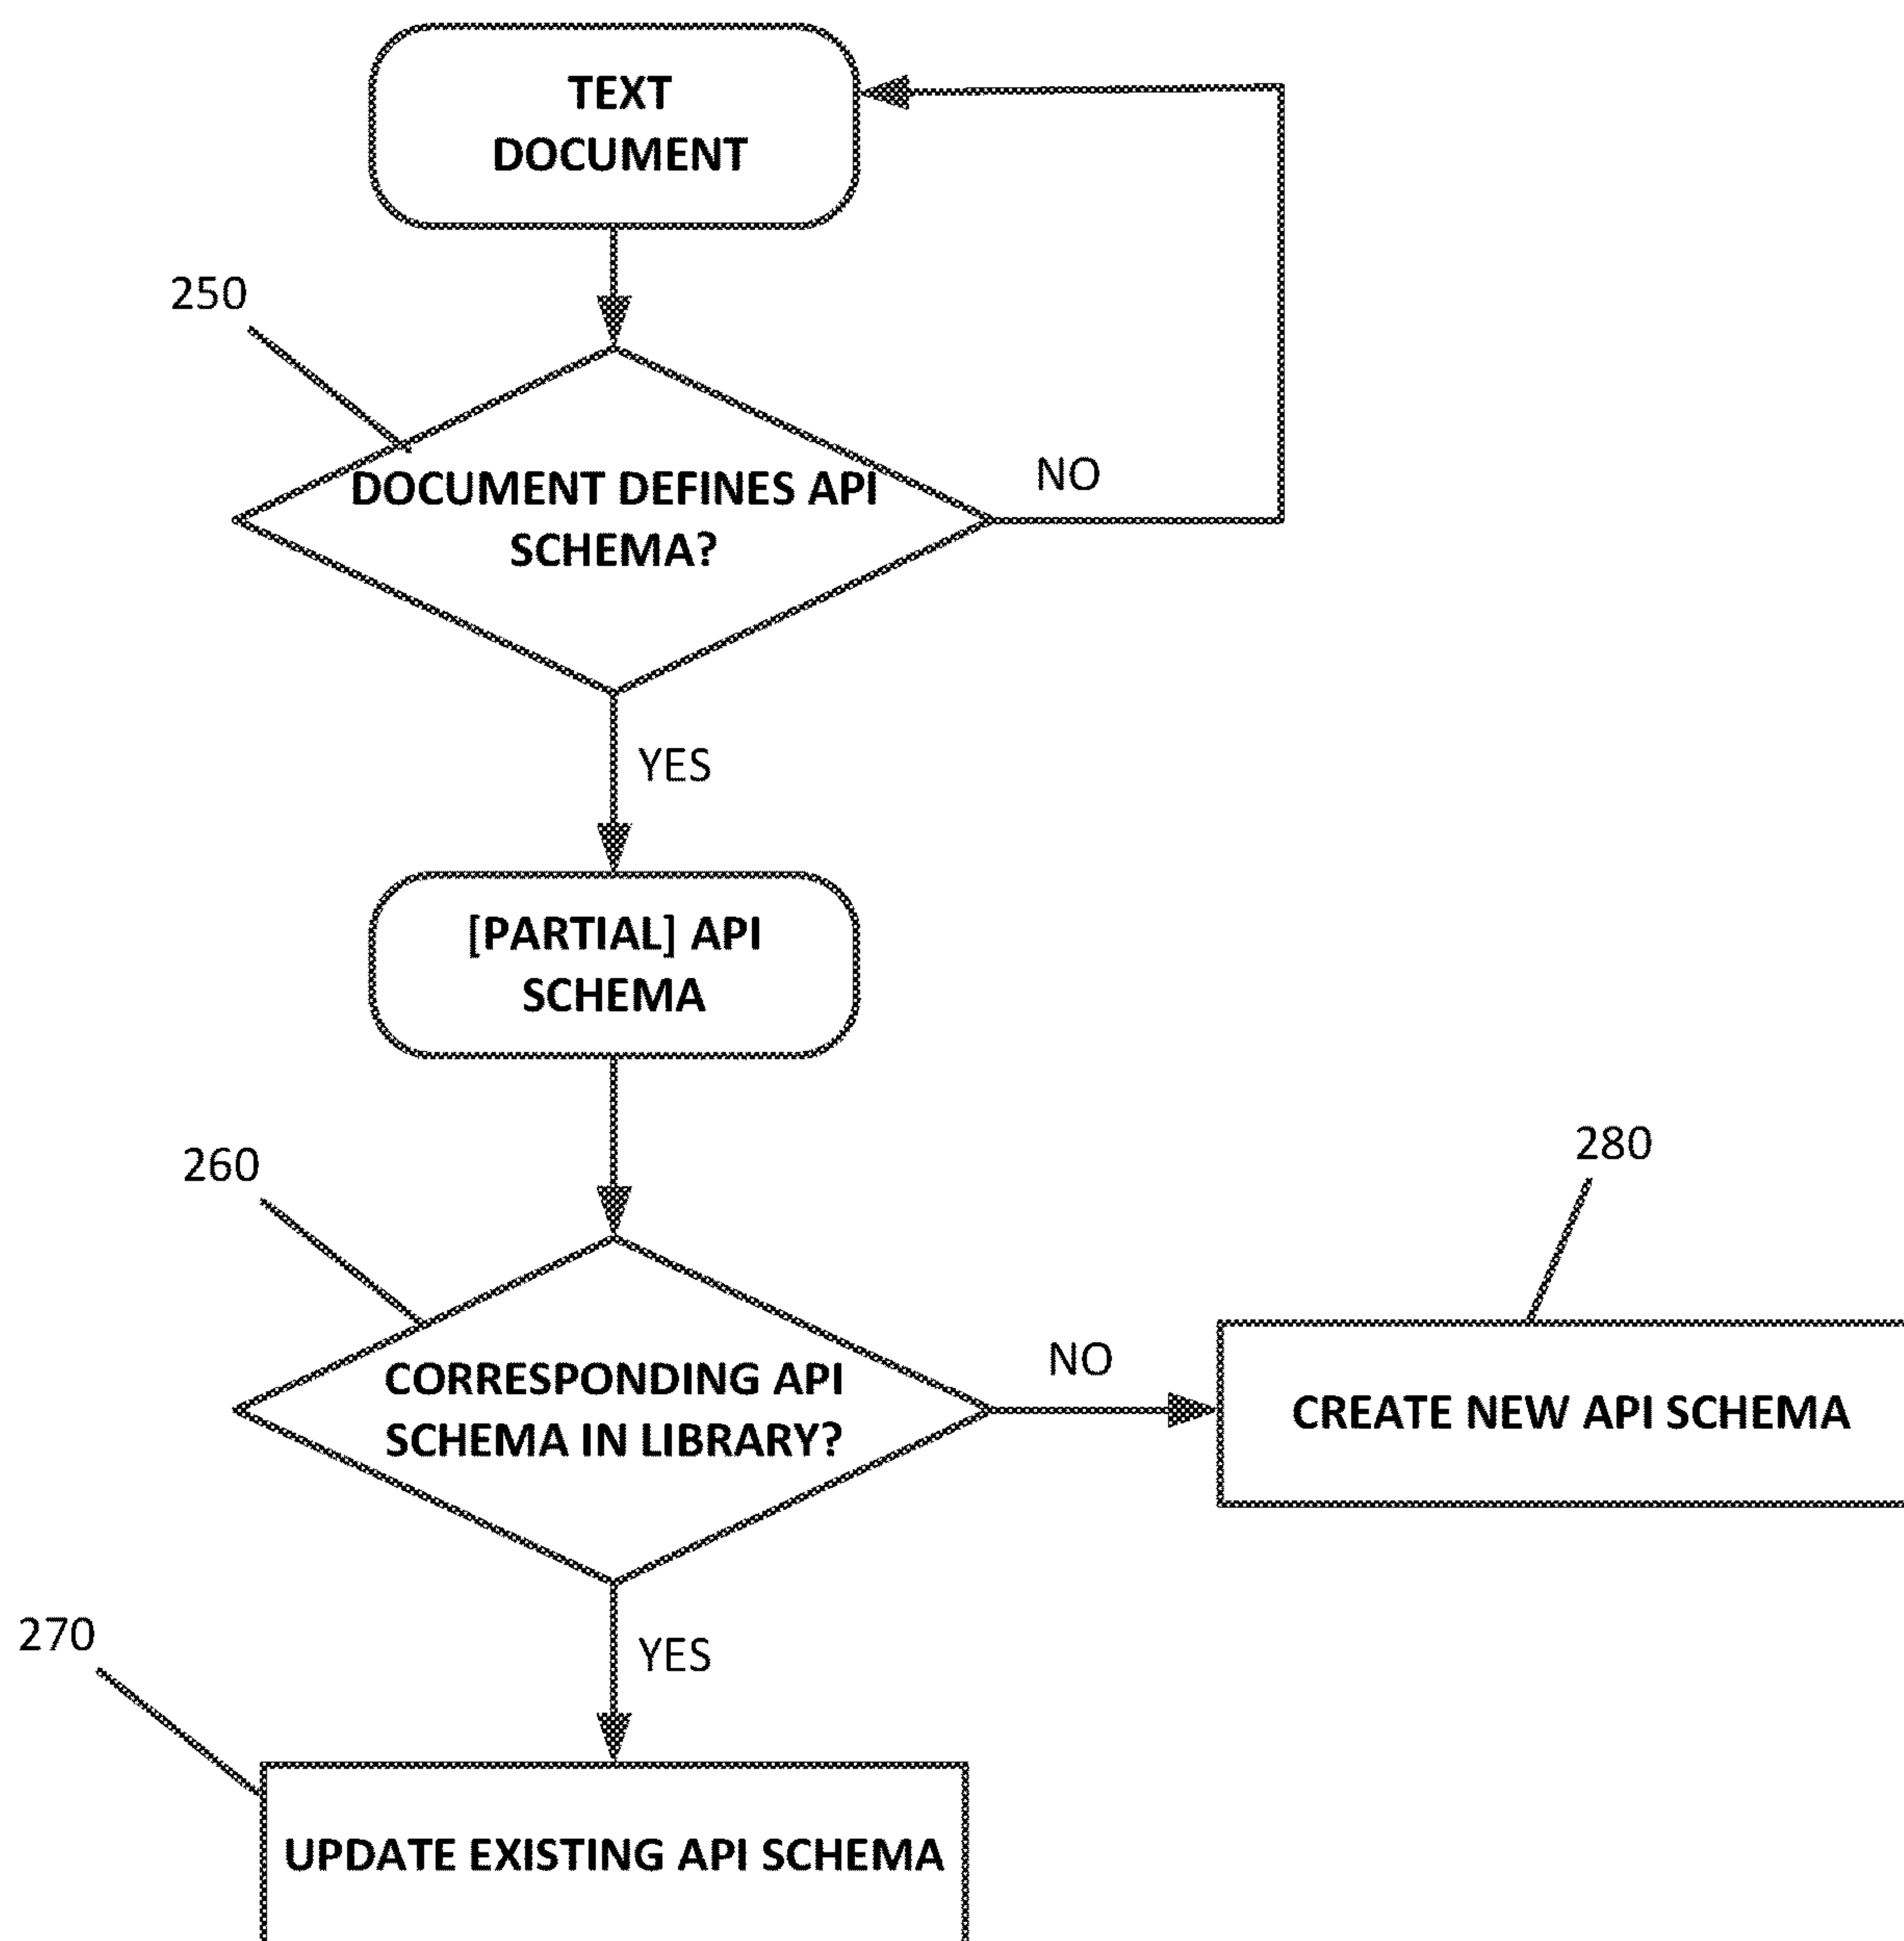 TEXT
DOCUMENT
250
DOCUMENT DEFINES API
SCHEMA?
NO
YES
[PARTIAL] API
SCHEMA
260
280
CORRESPONDING API
SCHEMA IN LIBRARY?
NO
CREATE NEW API SCHEMA
270
YES
UPDATE EXISTING API SCHEMA